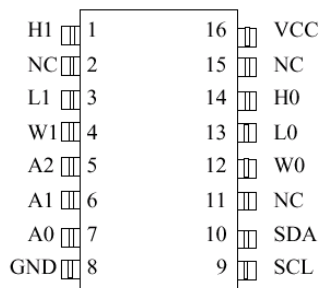 H1 1 16 VCC
NC 2 15 NC
L1 3 14 H0
W1 4 13 L0
A2 5 12 W0
A1 6 11 NC
A0 7 10 SDA
GND 8 9 SCL